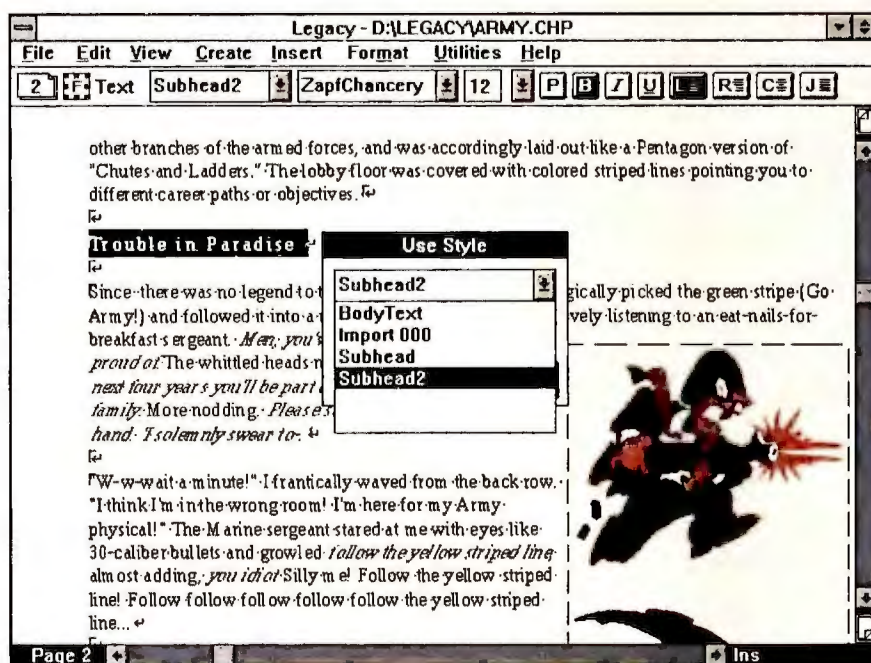 Legacy - D:\LEGACY\ARMY.CHP
File Edit View Create Insert Format Utilities Help
2 F Text Subhead2 ZapfChancery 12 P B I U L R C J
other branches of the armed forces, and was accordingly laid out like a Pentagon version of
"Chutes and Ladders." The lobby floor was covered with colored striped lines pointing you to
different career paths or objectives.
Trouble in Paradise
Use Style
Subhead2
BodyText
Import 000
Subhead
Subhead2
Since there was no legend to t gically picked the green stripe (Go
Army!) and followed it into a vely listening to an eat-nails-for-
breakfast sergeant. Men, you'
proud of The whittled heads n
next four years you'll be part
family. More nodding. Please
hand. I solemnly swear to-.
"W-w-wait a minute!" I frantically waved from the back row.
"I think I'm in the wrong room! I'm here for my Army
physical!" The Marine sergeant stared at me with eyes like
30-caliber bullets and growled follow the yellow striped line
almost adding, you idiot Silly me! Follow the yellow striped
line! Follow follow follow follow follow the yellow striped
line...
Page 2 Ins